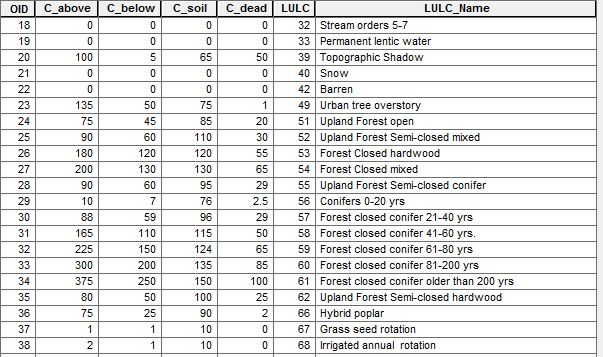 OID C_above C_below C_soil C_dead LULC LULC_Name
18 0 0 0 0 32 Stream orders 5-7
19 0 0 0 0 33 Permanent lentic water
20 100 5 65 50 39 Topographic Shadow
21 0 0 0 0 40 Snow
22 0 0 0 0 42 Barren
23 135 50 75 1 49 Urban tree overstory
24 75 45 85 20 51 Upland Forest open
25 90 60 110 30 52 Upland Forest Semi-closed mixed
26 180 120 120 55 53 Forest Closed hardwood
27 200 130 130 65 54 Forest Closed mixed
28 90 60 95 29 55 Upland Forest Semi-closed conifer
29 10 7 76 2.5 56 Conifers 0-20 yrs
30 88 59 96 29 57 Forest closed conifer 21-40 yrs
31 165 110 115 50 58 Forest closed conifer 41-60 yrs.
32 225 150 124 65 59 Forest closed conifer 61-80 yrs
33 300 200 135 85 60 Forest closed conifer 81-200 yrs
34 375 250 150 100 61 Forest closed conifer older than 200 yrs
35 80 50 100 25 62 Upland Forest Semi-closed hardwood
36 75 25 90 2 66 Hybrid poplar
37 1 1 10 0 67 Grass seed rotation
38 2 1 10 0 68 Irrigated annual rotation